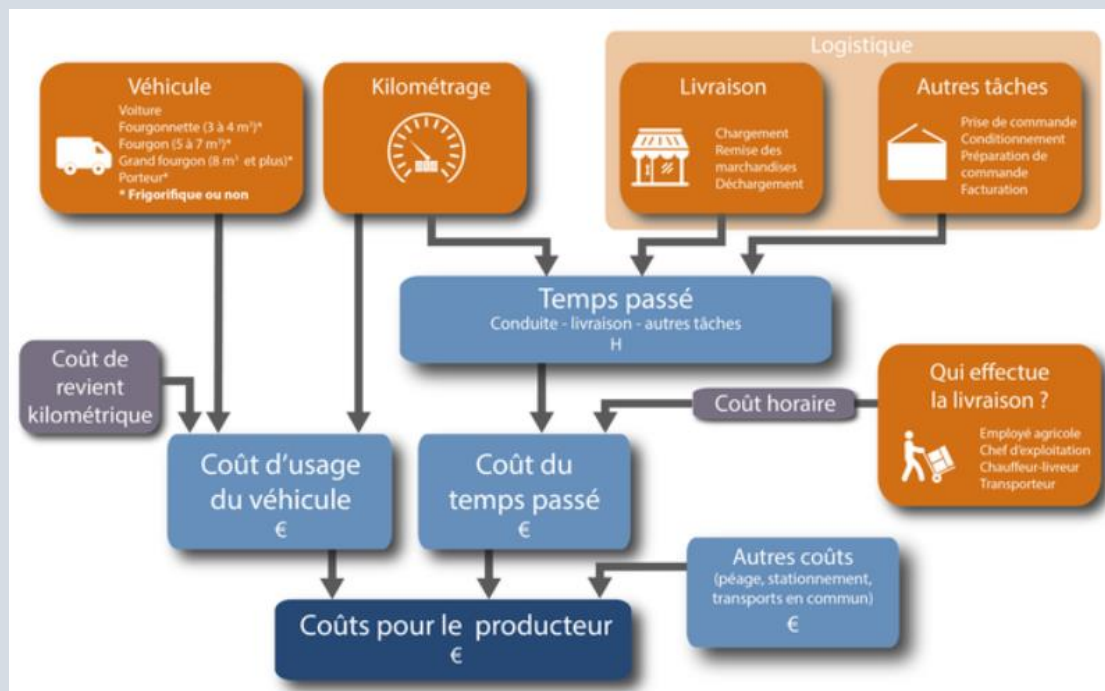 Logistique
Véhicule
Voiture
Fourgonnette (3 à 4 m³)*
Fourgon (5 à 7 m³)*
Grand fourgon (8 m³ et plus)*
Porteur*
* Frigorifique ou non
Kilométrage
Livraison
Chargement
Remise des
marchandises
Déchargement
Autres tâches
Prise de commande
Conditionnement
Préparation de
commande
Facturation
Temps passé
Conduite - livraison - autres tâches
H
Coût de
revient
kilométrique
Coût horaire
Qui effectue
la livraison ?
Employé agricole
Chef d'exploitation
Chauffeur-livreur
Transporteur
Coût d'usage
du véhicule
€
Coût du
temps passé
€
Autres coûts
(péage, stationnement,
transports en commun)
€
Coûts pour le producteur
€